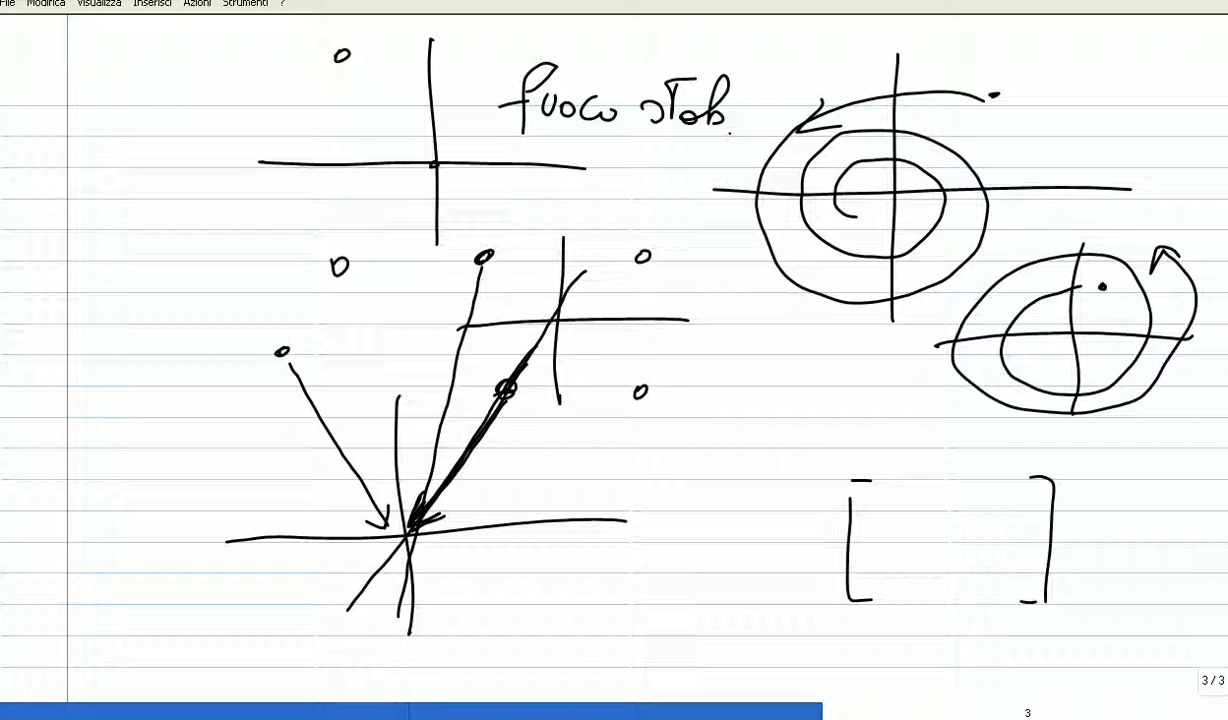 File Modifica Visualizza Inserisci Azioni Strumenti ?
fuoco stab.
3 / 3
3